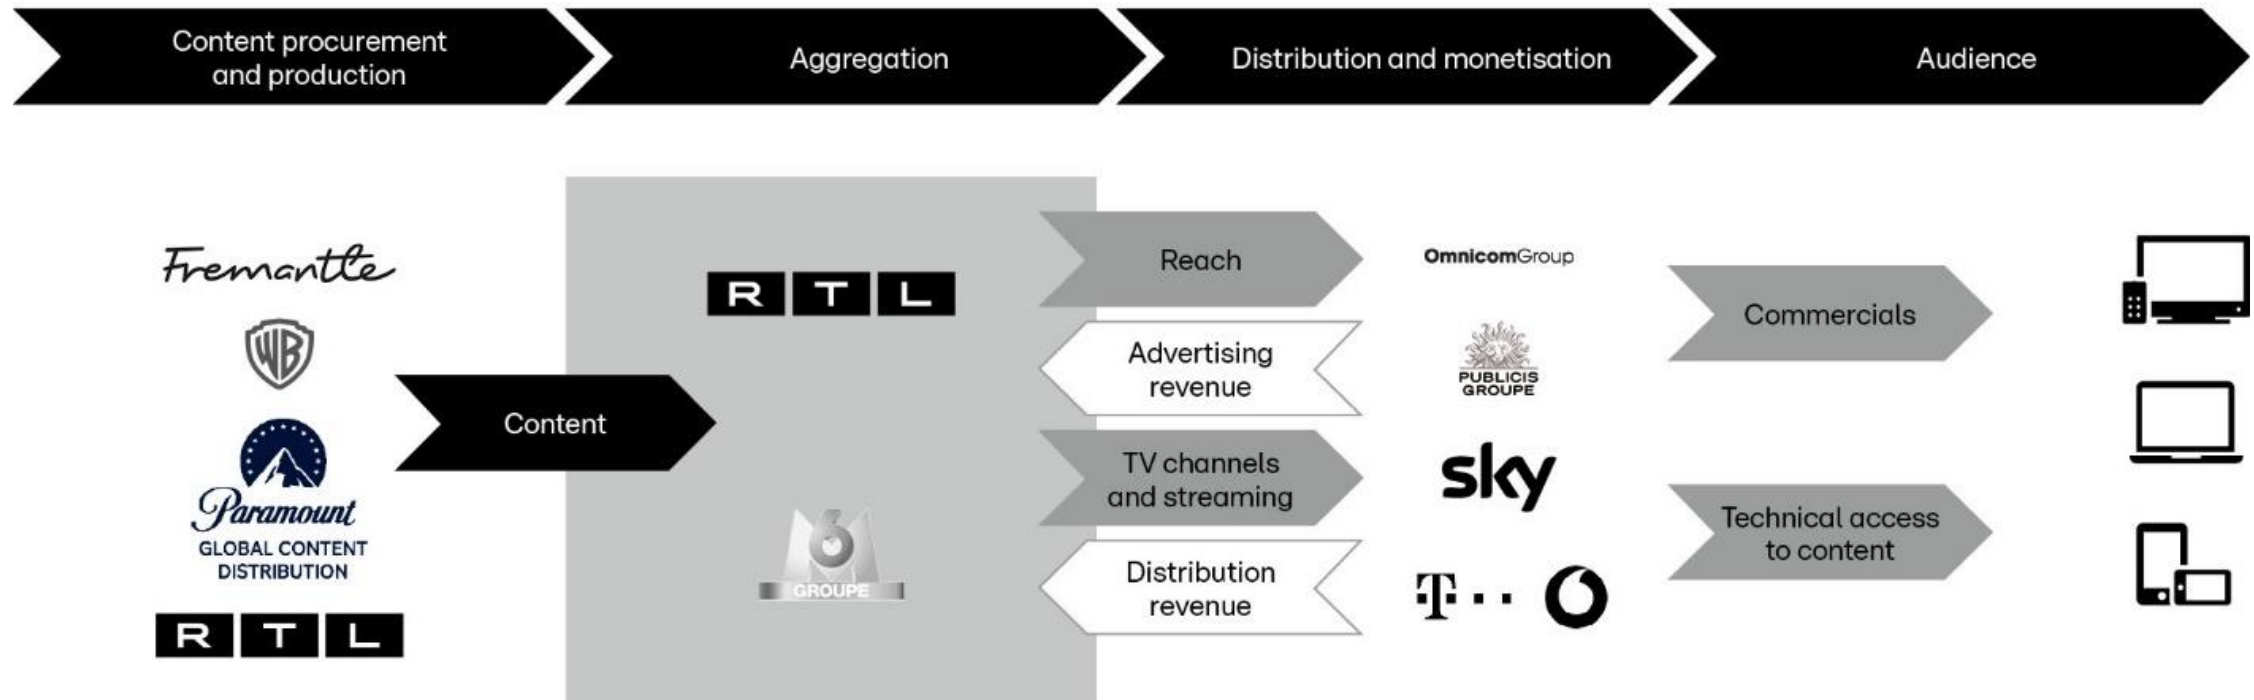 Content procurement
and production
Aggregation
Distribution and monetisation
Audience
Fremantle
WB
Paramount
GLOBAL CONTENT
DISTRIBUTION
RTL
Content
RTL
6
GROUPE
Reach
Advertising
revenue
TV channels
and streaming
Distribution
revenue
OmnicomGroup
PUBLICIS
GROUPE
sky
T
Commercials
Technical access
to content